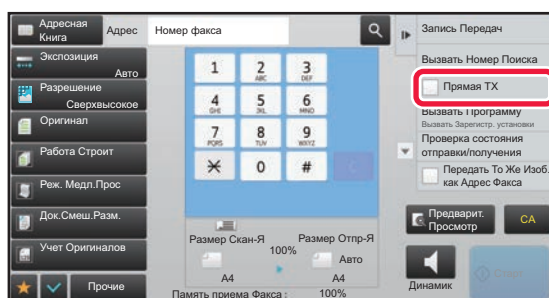 Адресная
Книга
Адрес
Номер факса
Экспозиция
Авто
Разрешение
Сверхвысокое
Оригинал
Работа Строит
Реж. Медл.Прос
Док.Смеш.Разм.
Учет Оригиналов
Прочие
1
2
ABC
3
DEF
4
GHI
5
JKL
6
MNO
7
PQRS
8
TUV
9
WXYZ
0
#
Размер Скан-Я
100%
Размер Отпр-Я
Авто
A4
A4
Память приема Факса :
100%
Запись Передач
Вызвать Номер Поиска
Прямая TX
Вызвать Программу
Вызвать Зарегистр. установки
Проверка состояния
отправки/получения
Передать То Же Изоб.
как Адрес Факса
Предварит.
Просмотр
CA
Динамик
Старт